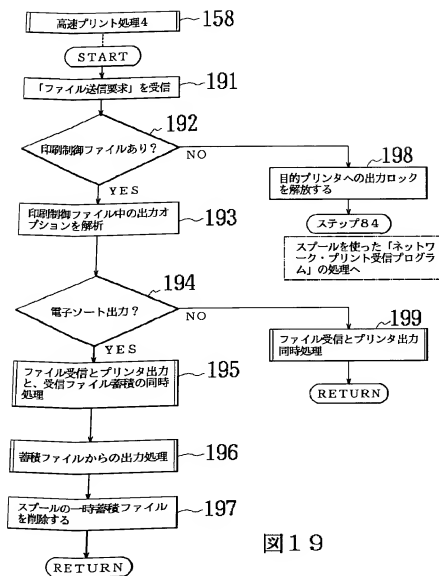 高速プリント処理4
158
START
「ファイル送信要求」を受信
191
印刷制御ファイルあり?
192
NO
YES
目的プリンタへの出力ロック
を解放する
198
ステップ84
スプールを使った「ネットワ
ーク・プリント受信プログラ
ム」の処理へ
印刷制御ファイル中の出力オ
プションを解析
193
電子ソート出力?
194
NO
YES
ファイル受信とプリンタ出力
同時処理
199
RETURN
ファイル受信とプリンタ出力
と、受信ファイル蓄積の同時
処理
195
蓄積ファイルからの出力処理
196
スプールの一時蓄積ファイル
を削除する
197
RETURN
図19